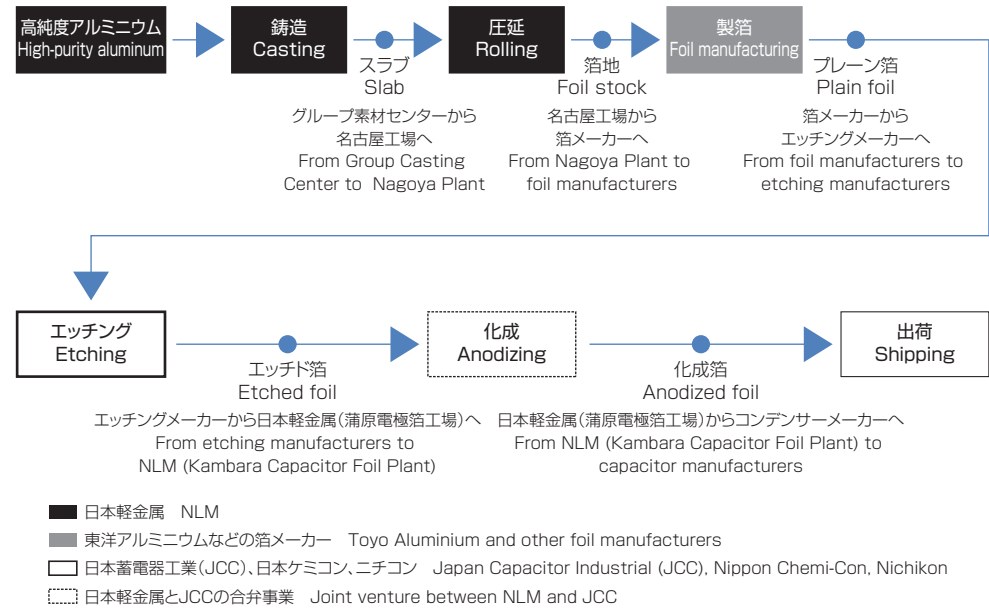 高純度アルミニウム
High-purity aluminum
鋳造
Casting
スラブ
Slab
グループ素材センターから
名古屋工場へ
From Group Casting
Center to Nagoya Plant
圧延
Rolling
箔地
Foil stock
名古屋工場から
箔メーカーへ
From Nagoya Plant to
foil manufacturers
製箔
Foil manufacturing
プレーン箔
Plain foil
箔メーカーから
エッチングメーカーへ
From foil manufacturers to
etching manufacturers
エッチング
Etching
エッチド箔
Etched foil
エッチングメーカーから日本軽金属(蒲原電極箔工場)へ
From etching manufacturers to
NLM (Kambara Capacitor Foil Plant)
化成
Anodizing
化成箔
Anodized foil
日本軽金属(蒲原電極箔工場)からコンデンサーメーカーへ
From NLM (Kambara Capacitor Foil Plant) to
capacitor manufacturers
出荷
Shipping
日本軽金属 NLM
東洋アルミニウムなどの箔メーカー Toyo Aluminium and other foil manufacturers
日本蓄電器工業(JCC)、日本ケミコン、ニチコン Japan Capacitor Industrial (JCC), Nippon Chemi-Con, Nichikon
日本軽金属とJCCの合弁事業 Joint venture between NLM and JCC